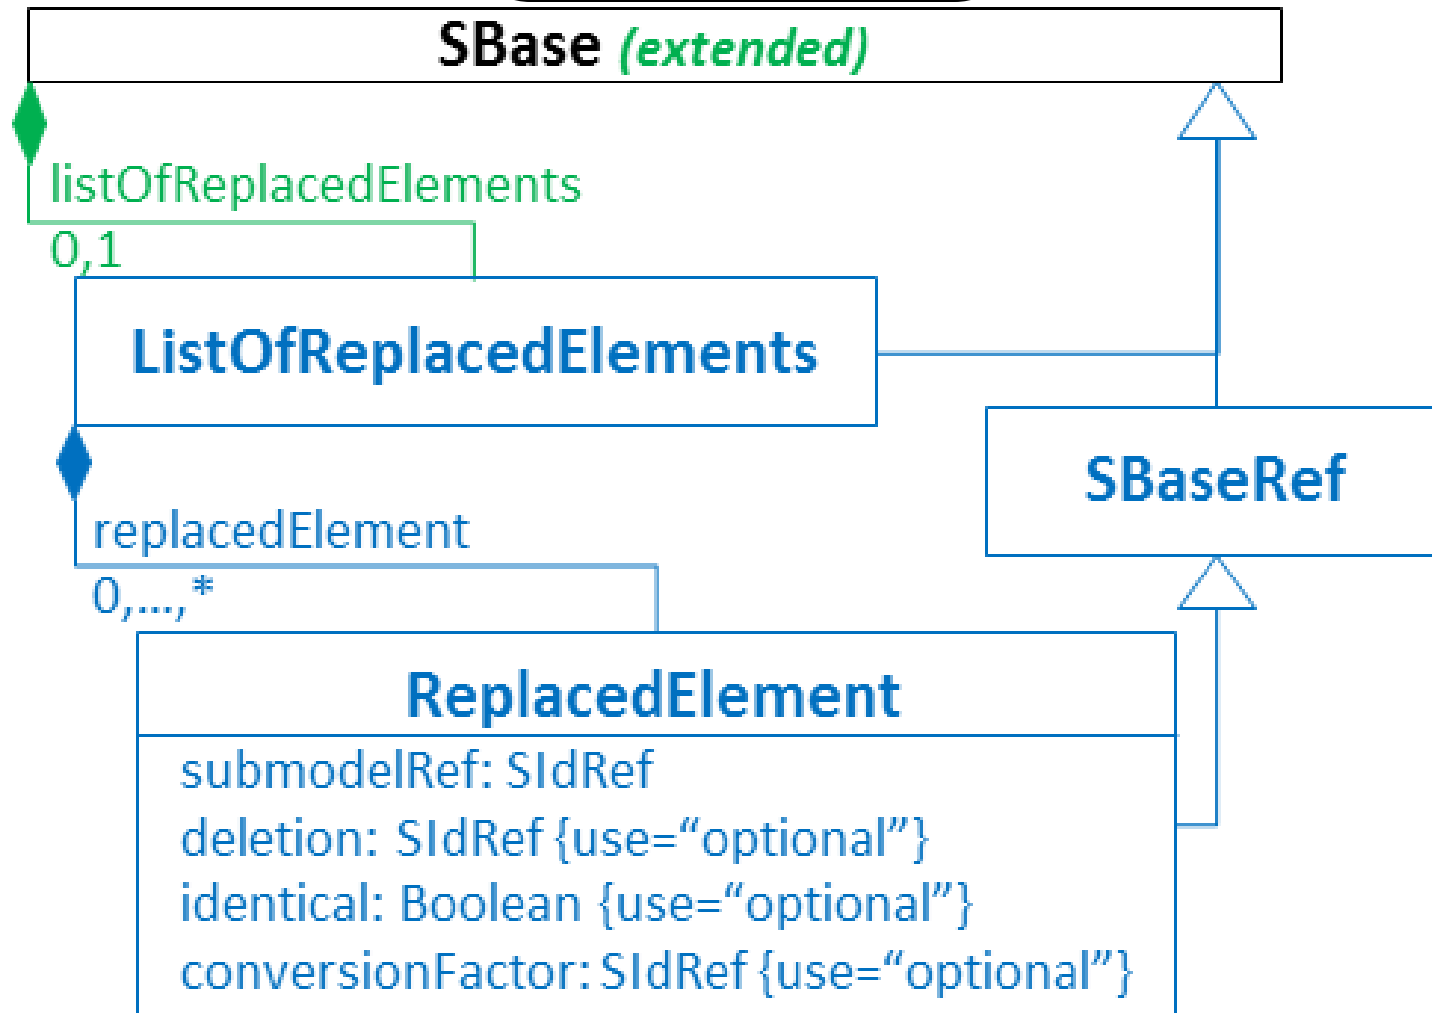 SBase (extended)
listOfReplacedElements
0,1
ListOfReplacedElements
SBaseRef
replacedElement
0,...,*
ReplacedElement
submodelRef: SIdRef
deletion: SIdRef {use=“optional”}
identical: Boolean {use=“optional”}
conversionFactor: SIdRef {use=“optional”}